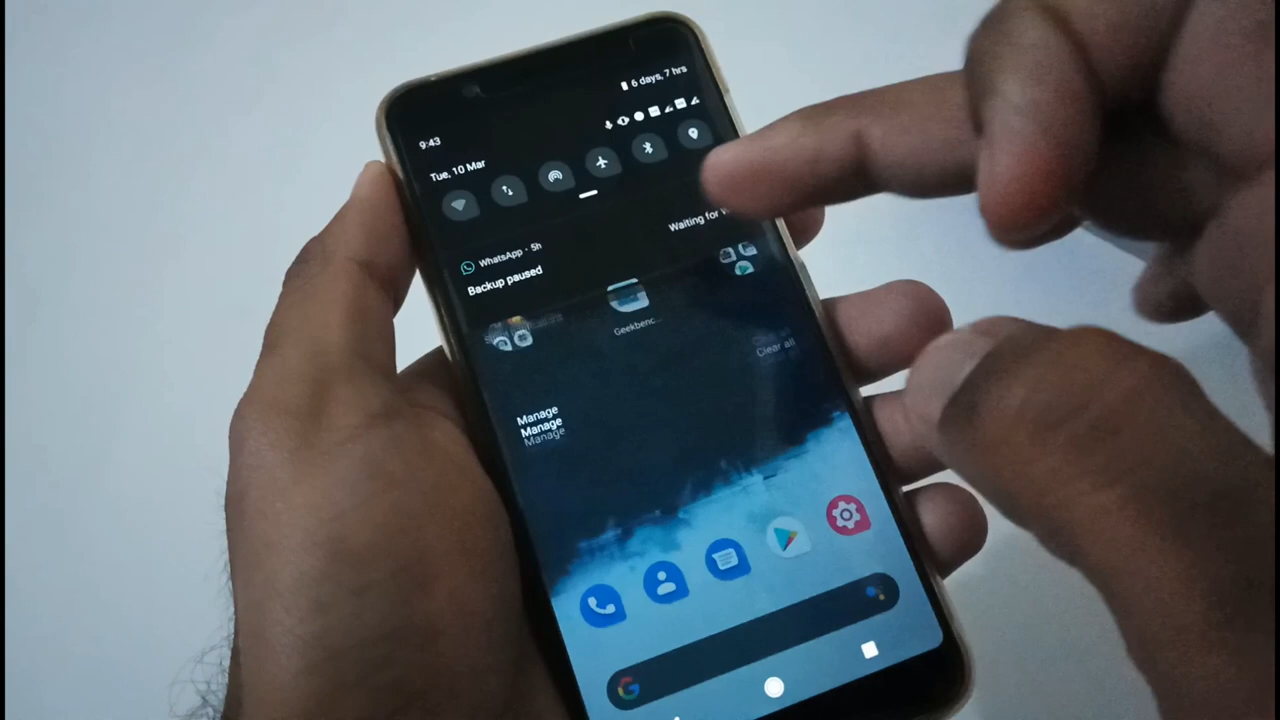 6 days, 7 hrs
9:43
Tue, 10 Mar
Waiting for
WhatsApp • 5h
Backup paused
Geekbenc...
Clear all
Manage
Manage
Manage